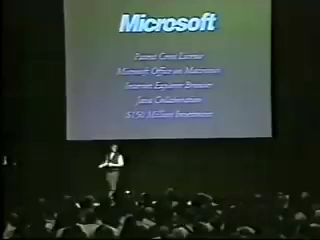 Microsoft
Patent Cross License
Microsoft Office on Macintosh
Internet Explorer Browser
Java Collaboration
$150 Million Investment